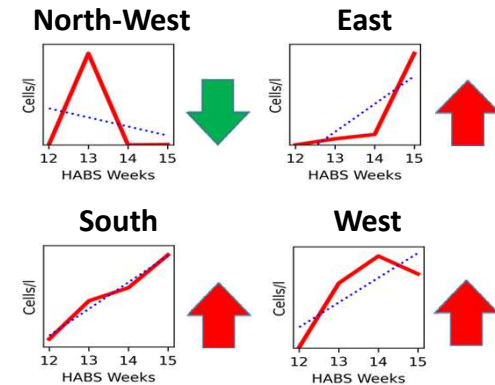 North-West
Cells/l
12 13 14 15
HABS Weeks
East
Cells/l
12 13 14 15
HABS Weeks
South
Cells/l
12 13 14 15
HABS Weeks
West
Cells/l
12 13 14 15
HABS Weeks